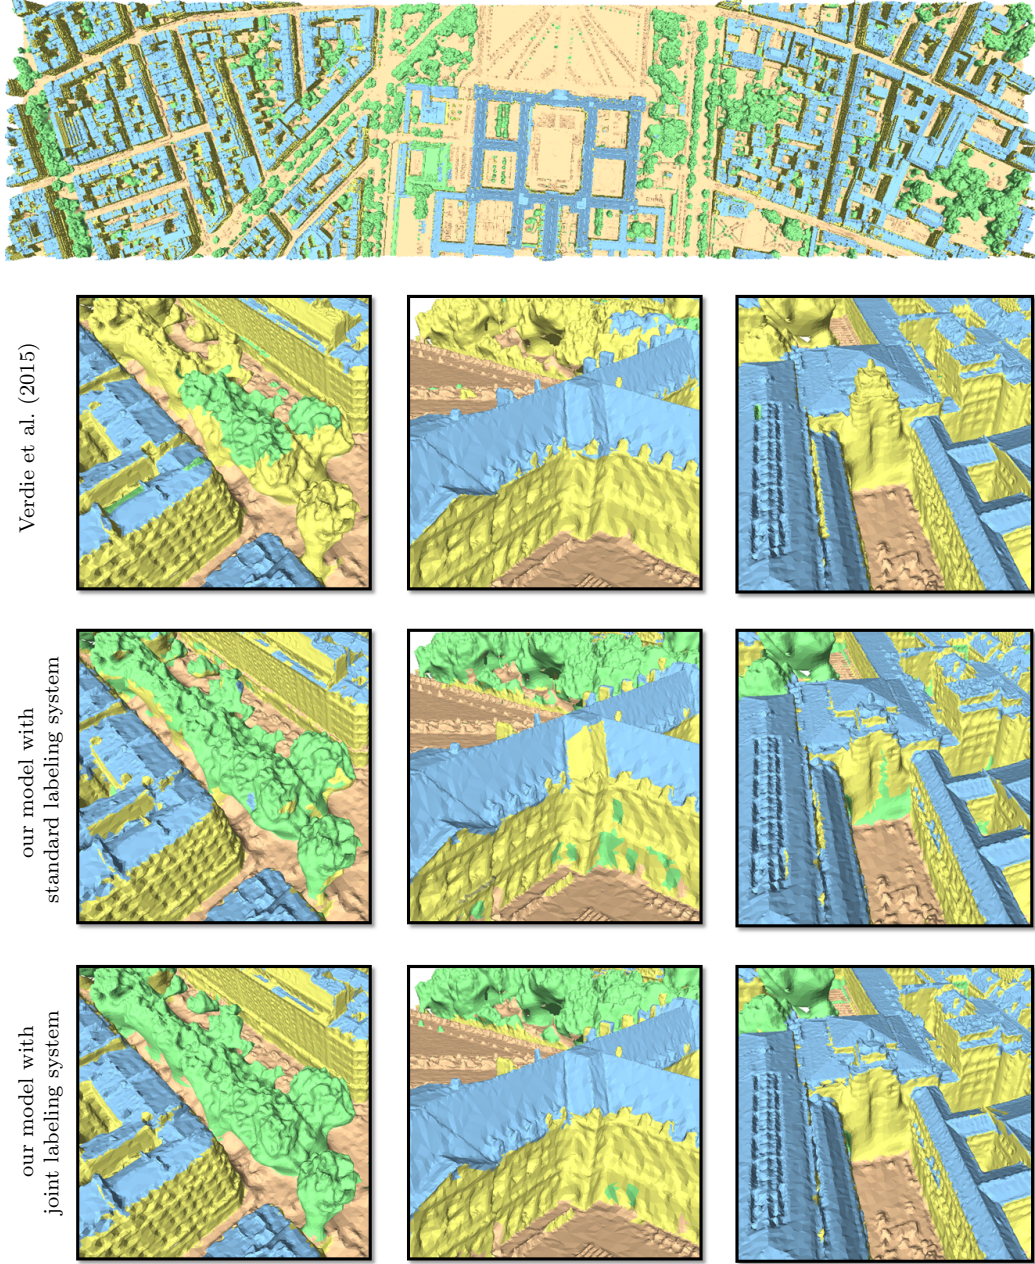 Verdie et al. (2015)
our model with
standard labeling system
our model with
joint labeling system